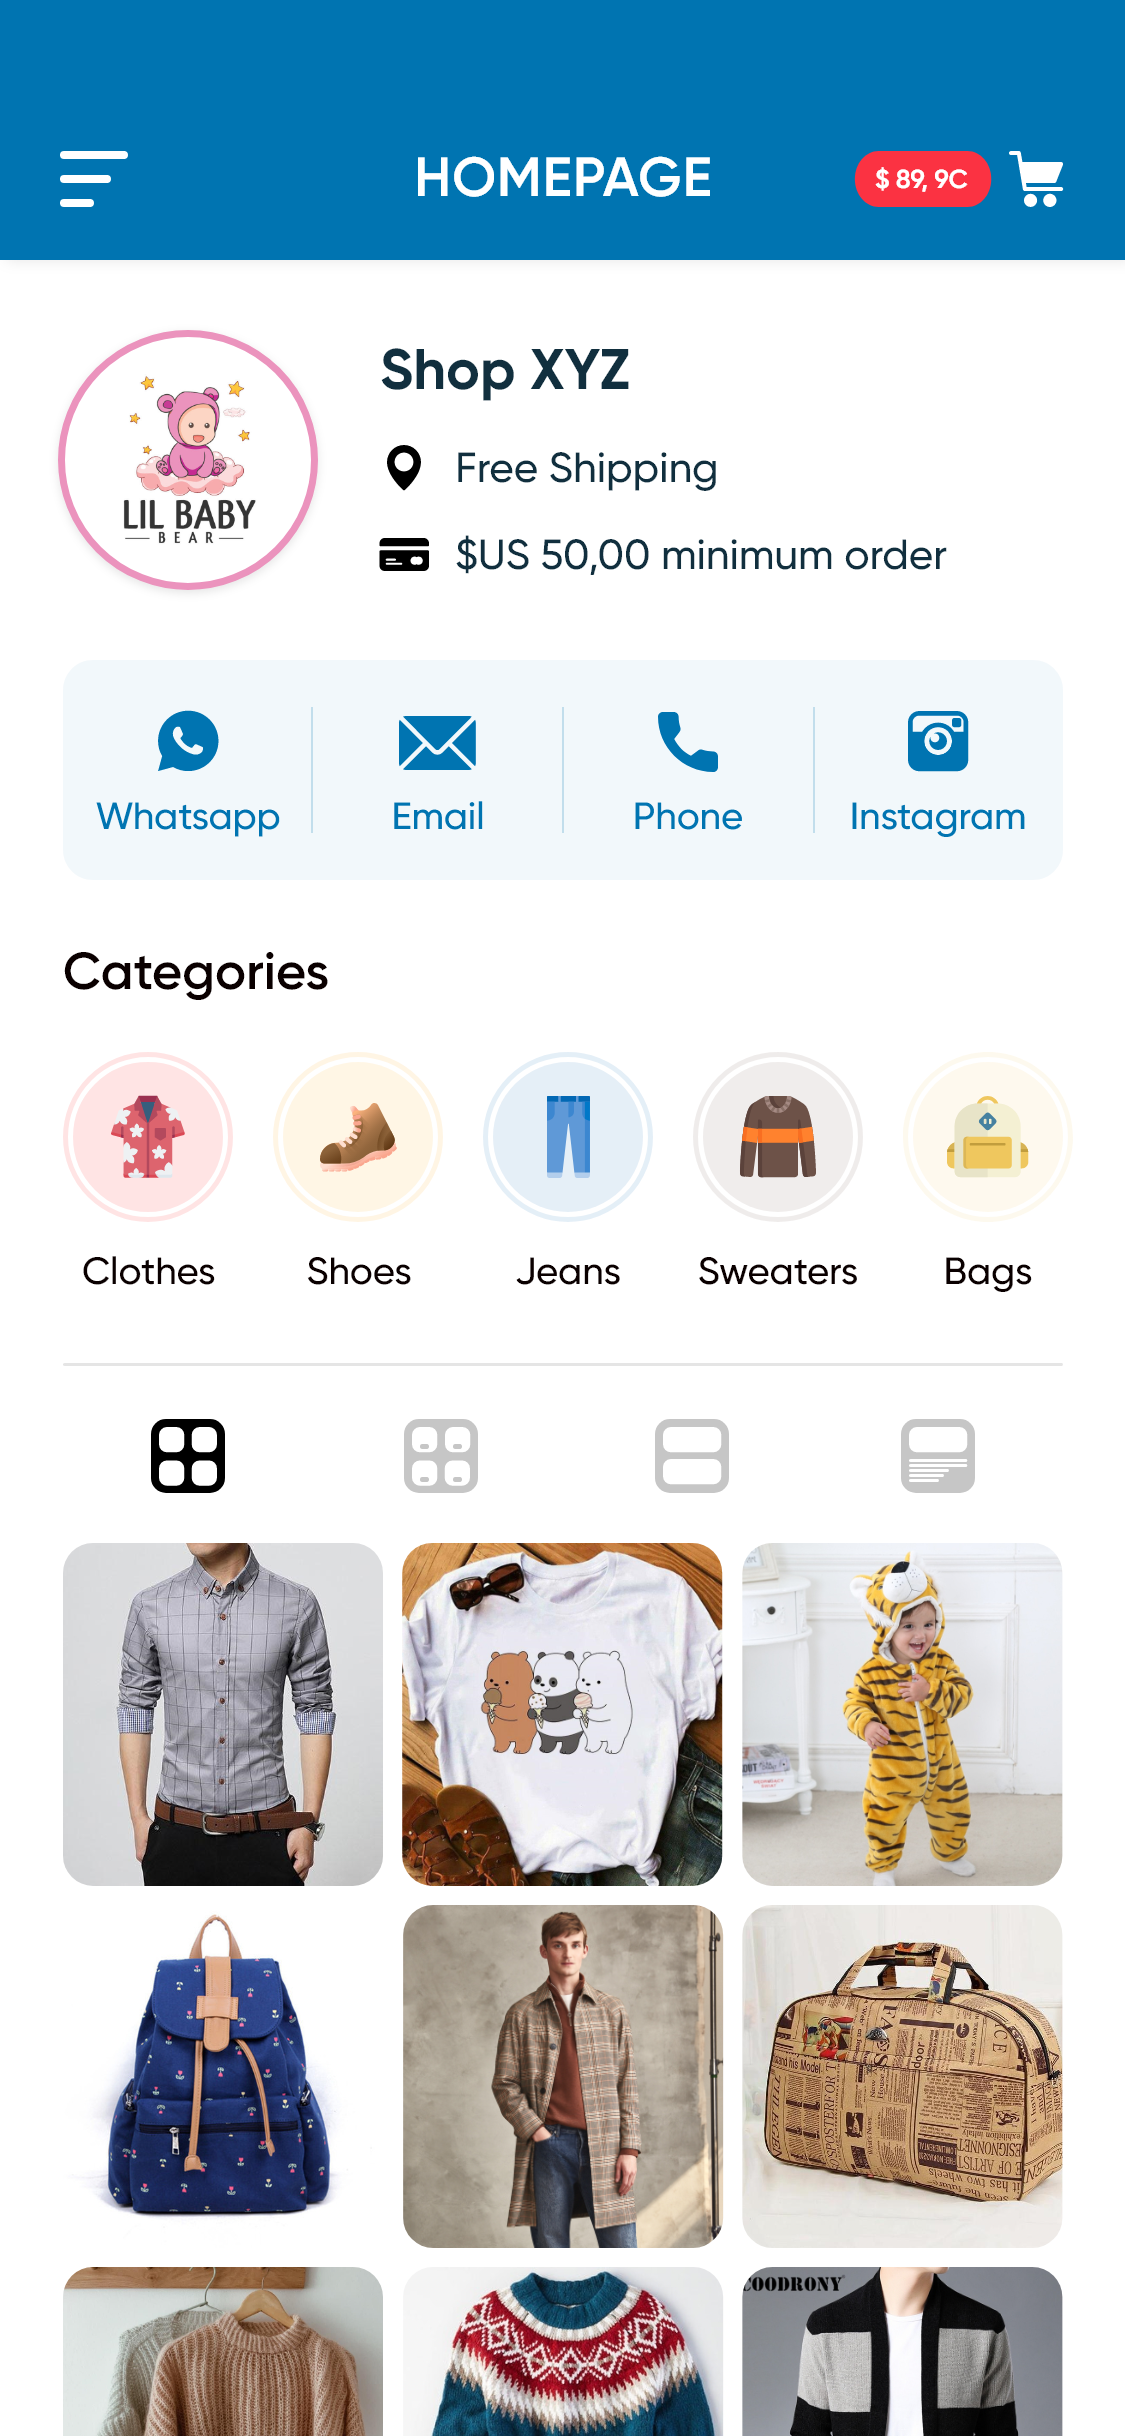 HOMEPAGE
$ 89, 9C
LIL BABY
BEAR
Shop XYZ
Free Shipping
$US 50,00 minimum order
Whatsapp
Email
Phone
Instagram
Categories
Clothes
Shoes
Jeans
Sweaters
Bags
COODRONY